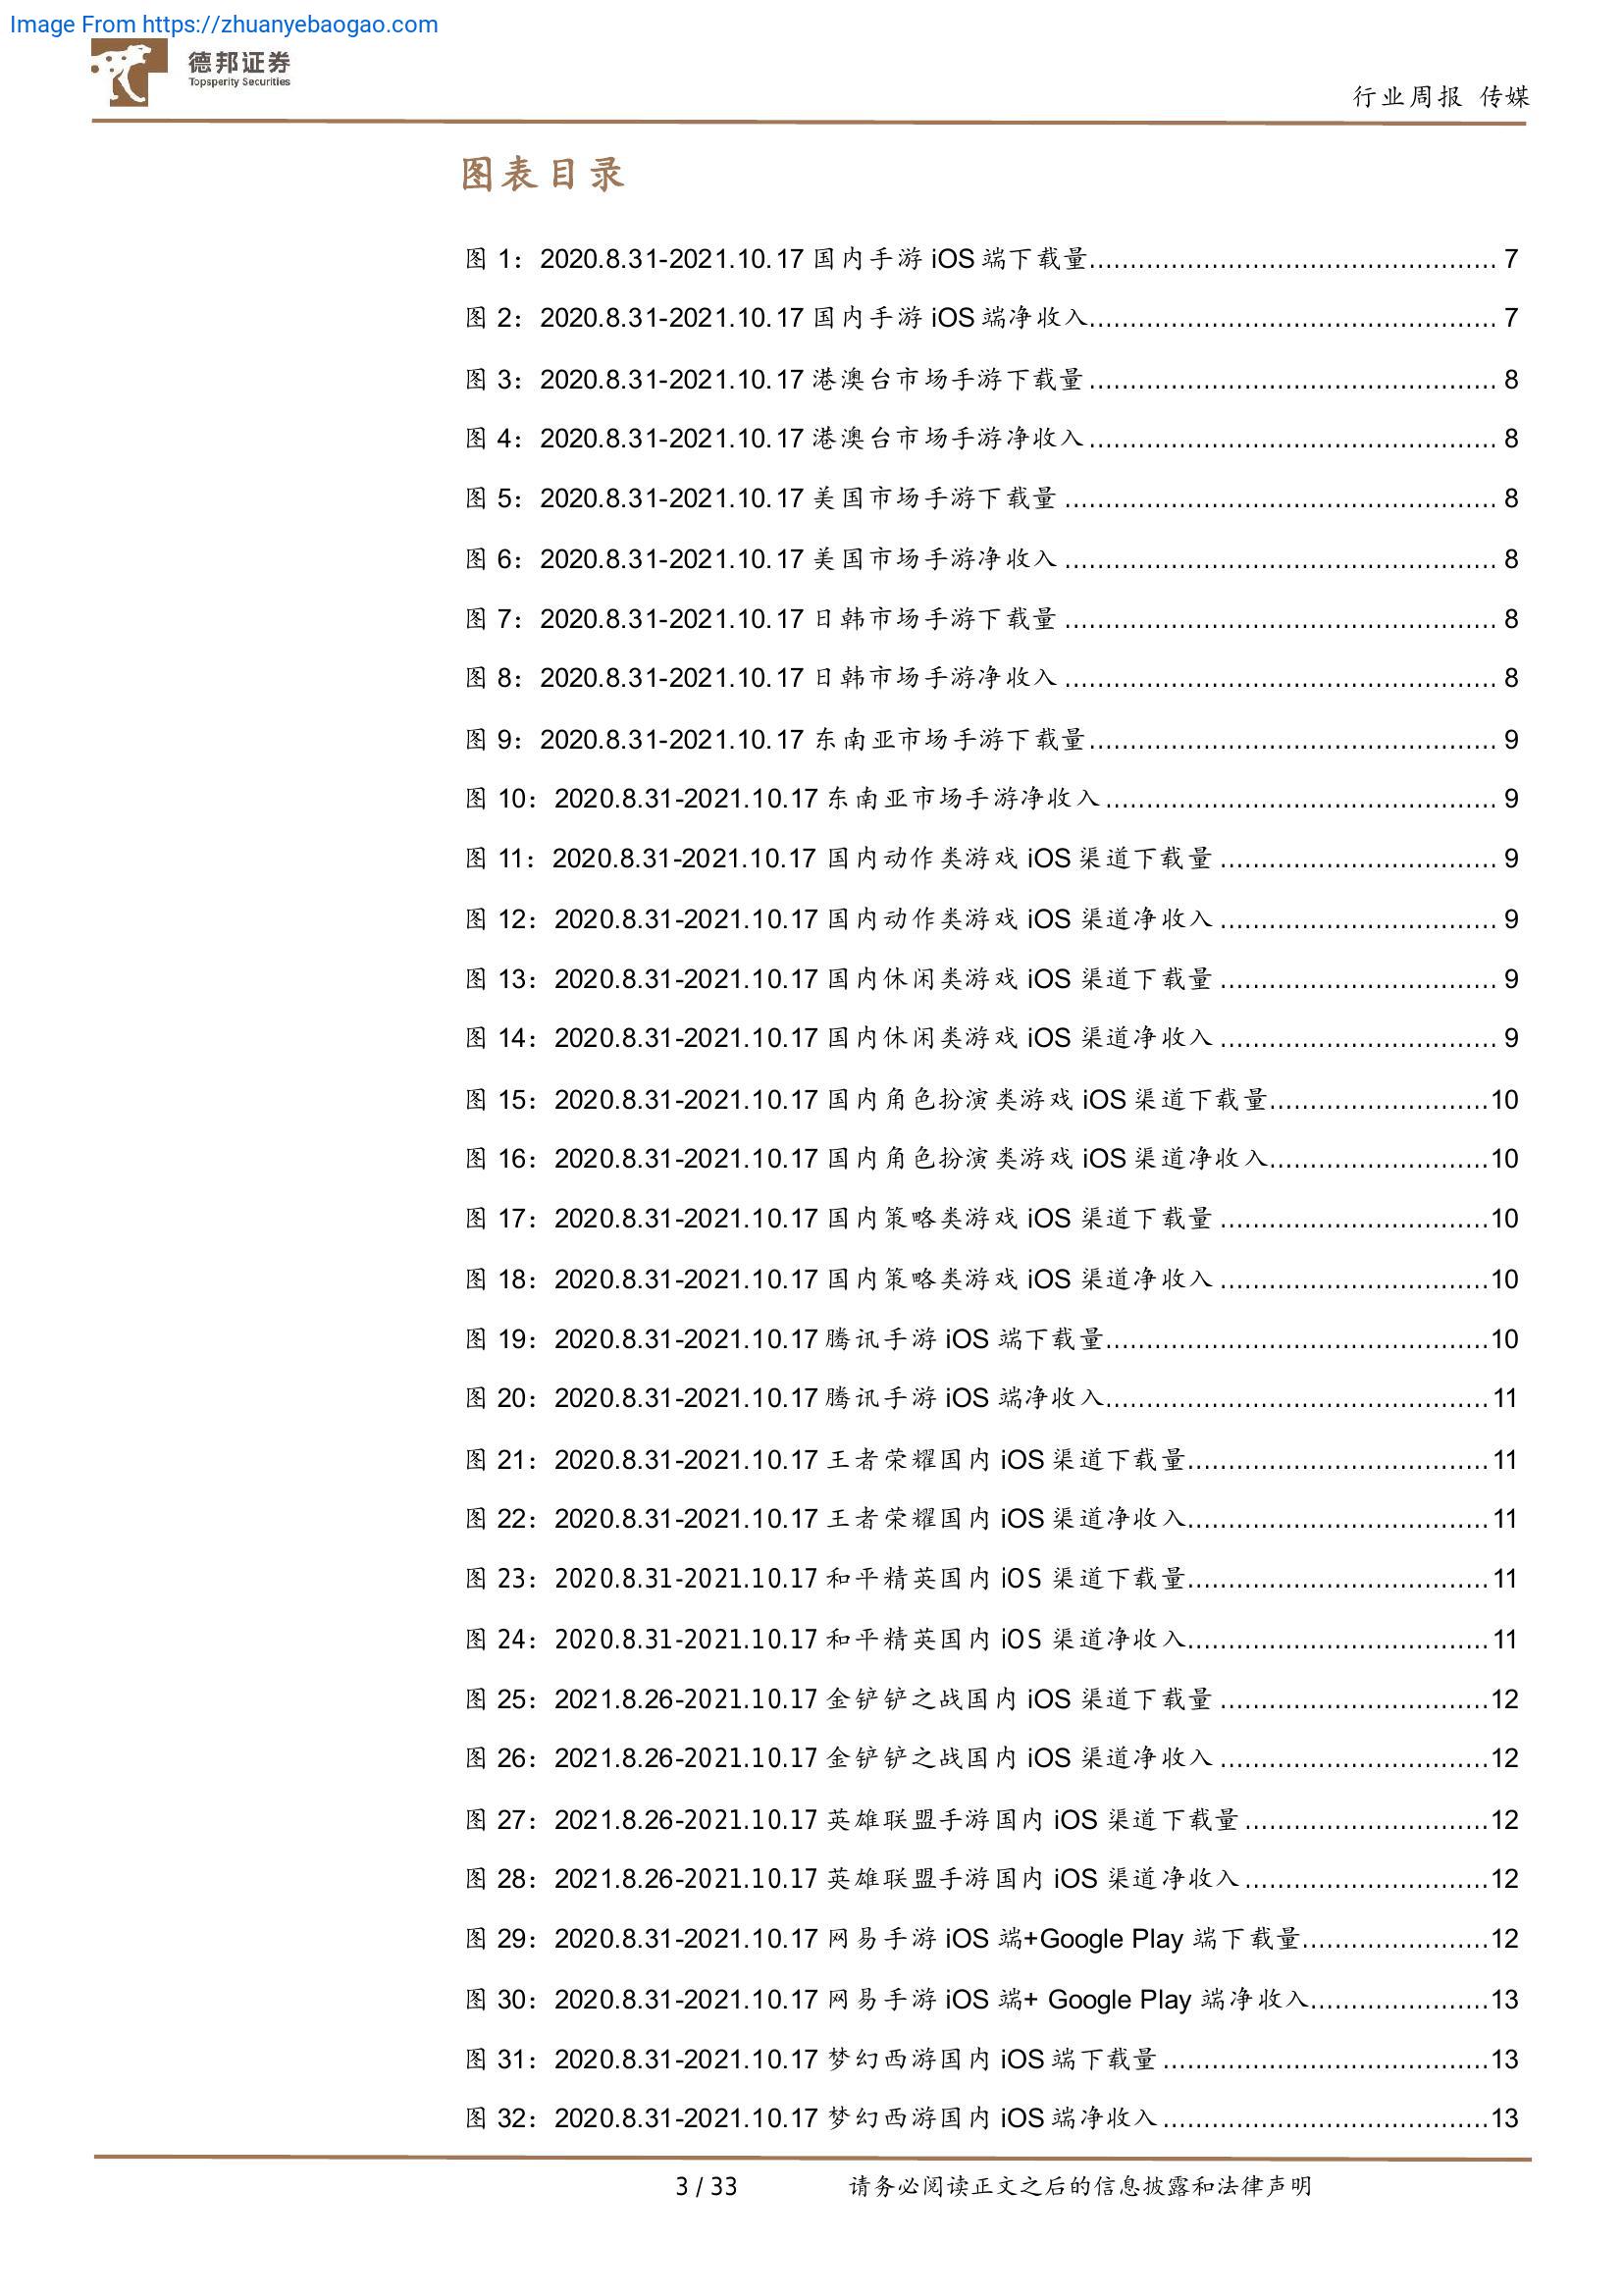 Image From https://zhuanyebaogao.com
德邦证券
Topsperity Securities
行业周报 传媒
图表目录
图 1：2020.8.31-2021.10.17 国内手游 iOS 端下载量.................................................. 7
图 2：2020.8.31-2021.10.17 国内手游 iOS 端净收入.................................................. 7
图 3：2020.8.31-2021.10.17 港澳台市场手游下载量.................................................. 8
图 4：2020.8.31-2021.10.17 港澳台市场手游净收入.................................................. 8
图 5：2020.8.31-2021.10.17 美国市场手游下载量..................................................... 8
图 6：2020.8.31-2021.10.17 美国市场手游净收入..................................................... 8
图 7：2020.8.31-2021.10.17 日韩市场手游下载量..................................................... 8
图 8：2020.8.31-2021.10.17 日韩市场手游净收入..................................................... 8
图 9：2020.8.31-2021.10.17 东南亚市场手游下载量.................................................. 9
图 10：2020.8.31-2021.10.17 东南亚市场手游净收入................................................ 9
图 11：2020.8.31-2021.10.17 国内动作类游戏 iOS 渠道下载量.................................. 9
图 12：2020.8.31-2021.10.17 国内动作类游戏 iOS 渠道净收入.................................. 9
图 13：2020.8.31-2021.10.17 国内休闲类游戏 iOS 渠道下载量.................................. 9
图 14：2020.8.31-2021.10.17 国内休闲类游戏 iOS 渠道净收入.................................. 9
图 15：2020.8.31-2021.10.17 国内角色扮演类游戏 iOS 渠道下载量...........................10
图 16：2020.8.31-2021.10.17 国内角色扮演类游戏 iOS 渠道净收入...........................10
图 17：2020.8.31-2021.10.17 国内策略类游戏 iOS 渠道下载量.................................10
图 18：2020.8.31-2021.10.17 国内策略类游戏 iOS 渠道净收入.................................10
图 19：2020.8.31-2021.10.17 腾讯手游 iOS 端下载量...............................................10
图 20：2020.8.31-2021.10.17 腾讯手游 iOS 端净收入...............................................11
图 21：2020.8.31-2021.10.17 王者荣耀国内 iOS 渠道下载量.....................................11
图 22：2020.8.31-2021.10.17 王者荣耀国内 iOS 渠道净收入.....................................11
图 23：2020.8.31-2021.10.17 和平精英国内 iOS 渠道下载量.....................................11
图 24：2020.8.31-2021.10.17 和平精英国内 iOS 渠道净收入.....................................11
图 25：2021.8.26-2021.10.17 金铲铲之战国内 iOS 渠道下载量.................................12
图 26：2021.8.26-2021.10.17 金铲铲之战国内 iOS 渠道净收入.................................12
图 27：2021.8.26-2021.10.17 英雄联盟手游国内 iOS 渠道下载量..............................12
图 28：2021.8.26-2021.10.17 英雄联盟手游国内 iOS 渠道净收入..............................12
图 29：2020.8.31-2021.10.17 网易手游 iOS 端+Google Play 端下载量.......................12
图 30：2020.8.31-2021.10.17 网易手游 iOS 端+ Google Play 端净收入......................13
图 31：2020.8.31-2021.10.17 梦幻西游国内 iOS 端下载量........................................13
图 32：2020.8.31-2021.10.17 梦幻西游国内 iOS 端净收入........................................13
3 / 33
请务必阅读正文之后的信息披露和法律声明